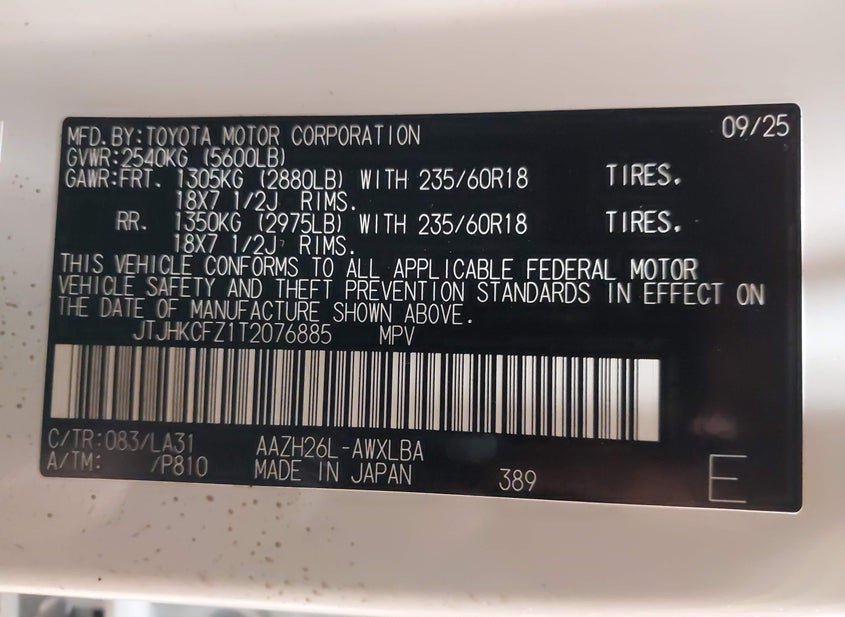 MFD.BY:TOYOTA MOTOR CORPORATION 09/25
GVWR:2540KG (5600LB)
GAWR:FRT. 1305KG (2880LB) WITH 235/60R18 TIRES.
18X7 1/2J RIMS.
RR. 1350KG (2975LB) WITH 235/60R18 TIRES.
18X7 1/2J RIMS.
THIS VEHICLE CONFORMS TO ALL APPLICABLE FEDERAL MOTOR
VEHICLE SAFETY AND THEFT PREVENTION STANDARDS IN EFFECT ON
THE DATE OF MANUFACTURE SHOWN ABOVE.
JTJHKCFZ1T2076885 MPV
C/TR:083/LA31 AAZH26L-AWXLBA
A/TM: /P810 MADE IN JAPAN 389 E